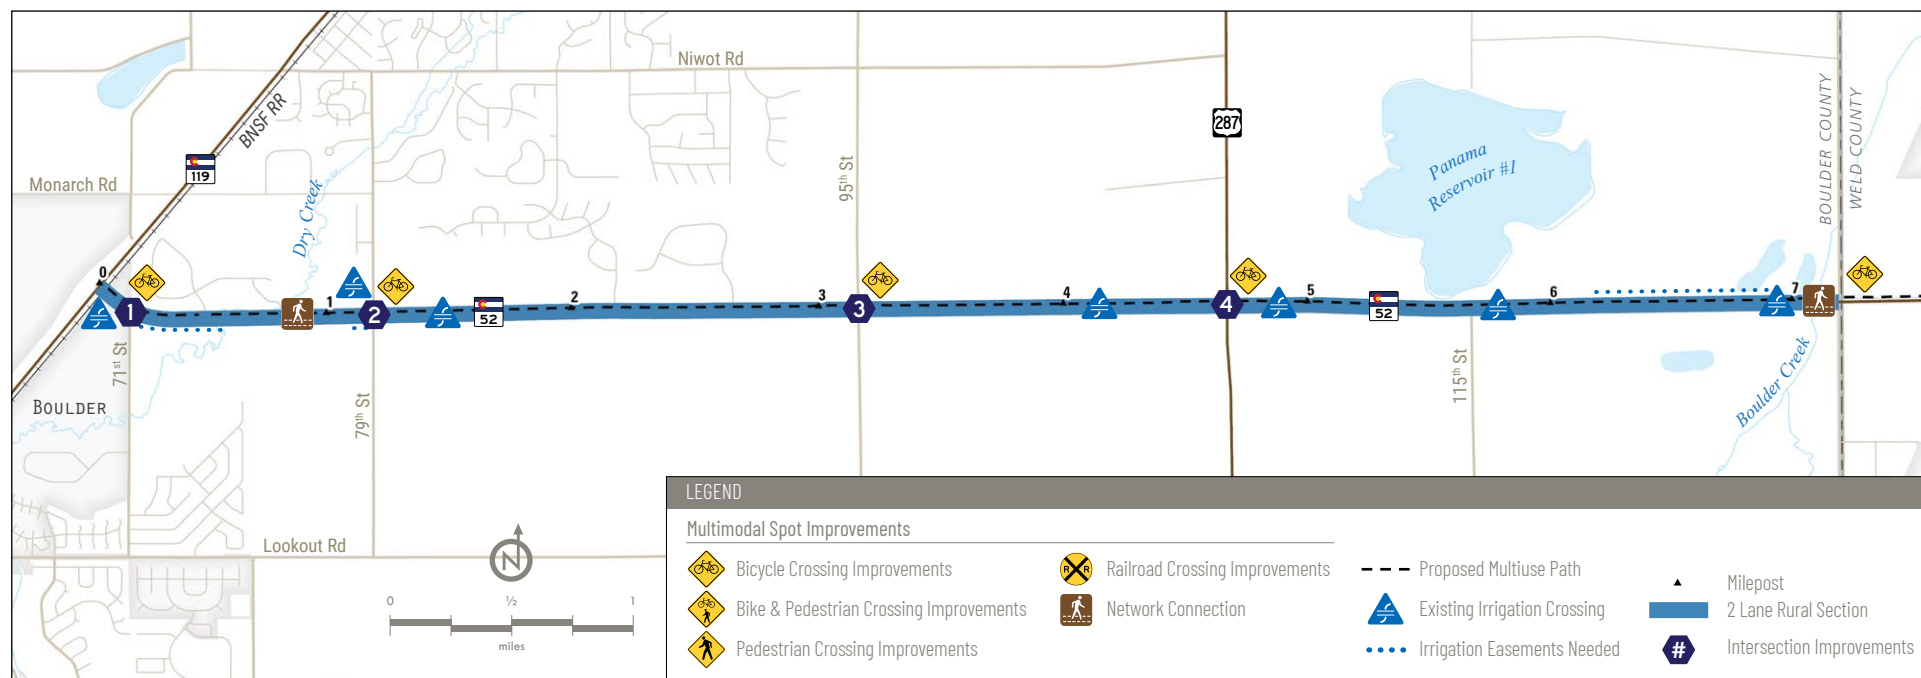 Niwot Rd
BNSF RR
287
BOULDER COUNTY
WELD COUNTY
119
Monarch Rd
95th St
Panama
Reservoir #1
Dry Creek
0
1
2
3
4
5
6
7
1
2
3
4
52
52
71st St
79th St
115th St
Boulder Creek
BOULDER
Lookout Rd
N
0
½
1
miles
LEGEND
Multimodal Spot Improvements
Bicycle Crossing Improvements
Bike & Pedestrian Crossing Improvements
Pedestrian Crossing Improvements
R R
Railroad Crossing Improvements
Network Connection
Proposed Multiuse Path
Existing Irrigation Crossing
Irrigation Easements Needed
Milepost
2 Lane Rural Section
#
Intersection Improvements